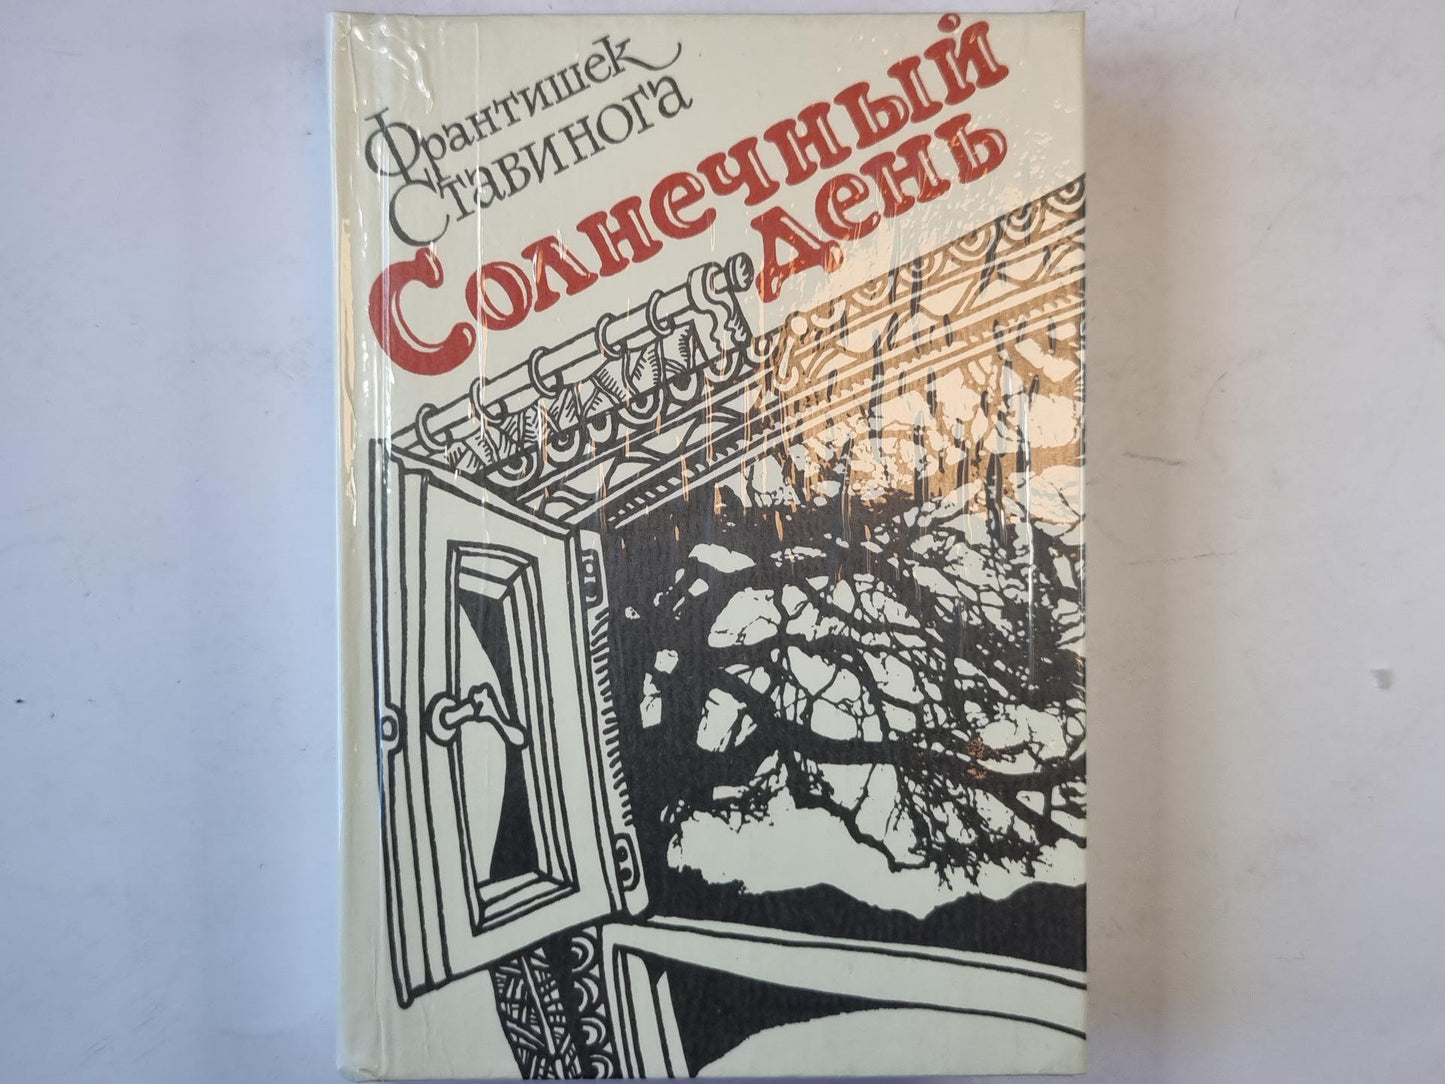 Франтишек
Ставинога
Солнечный
день